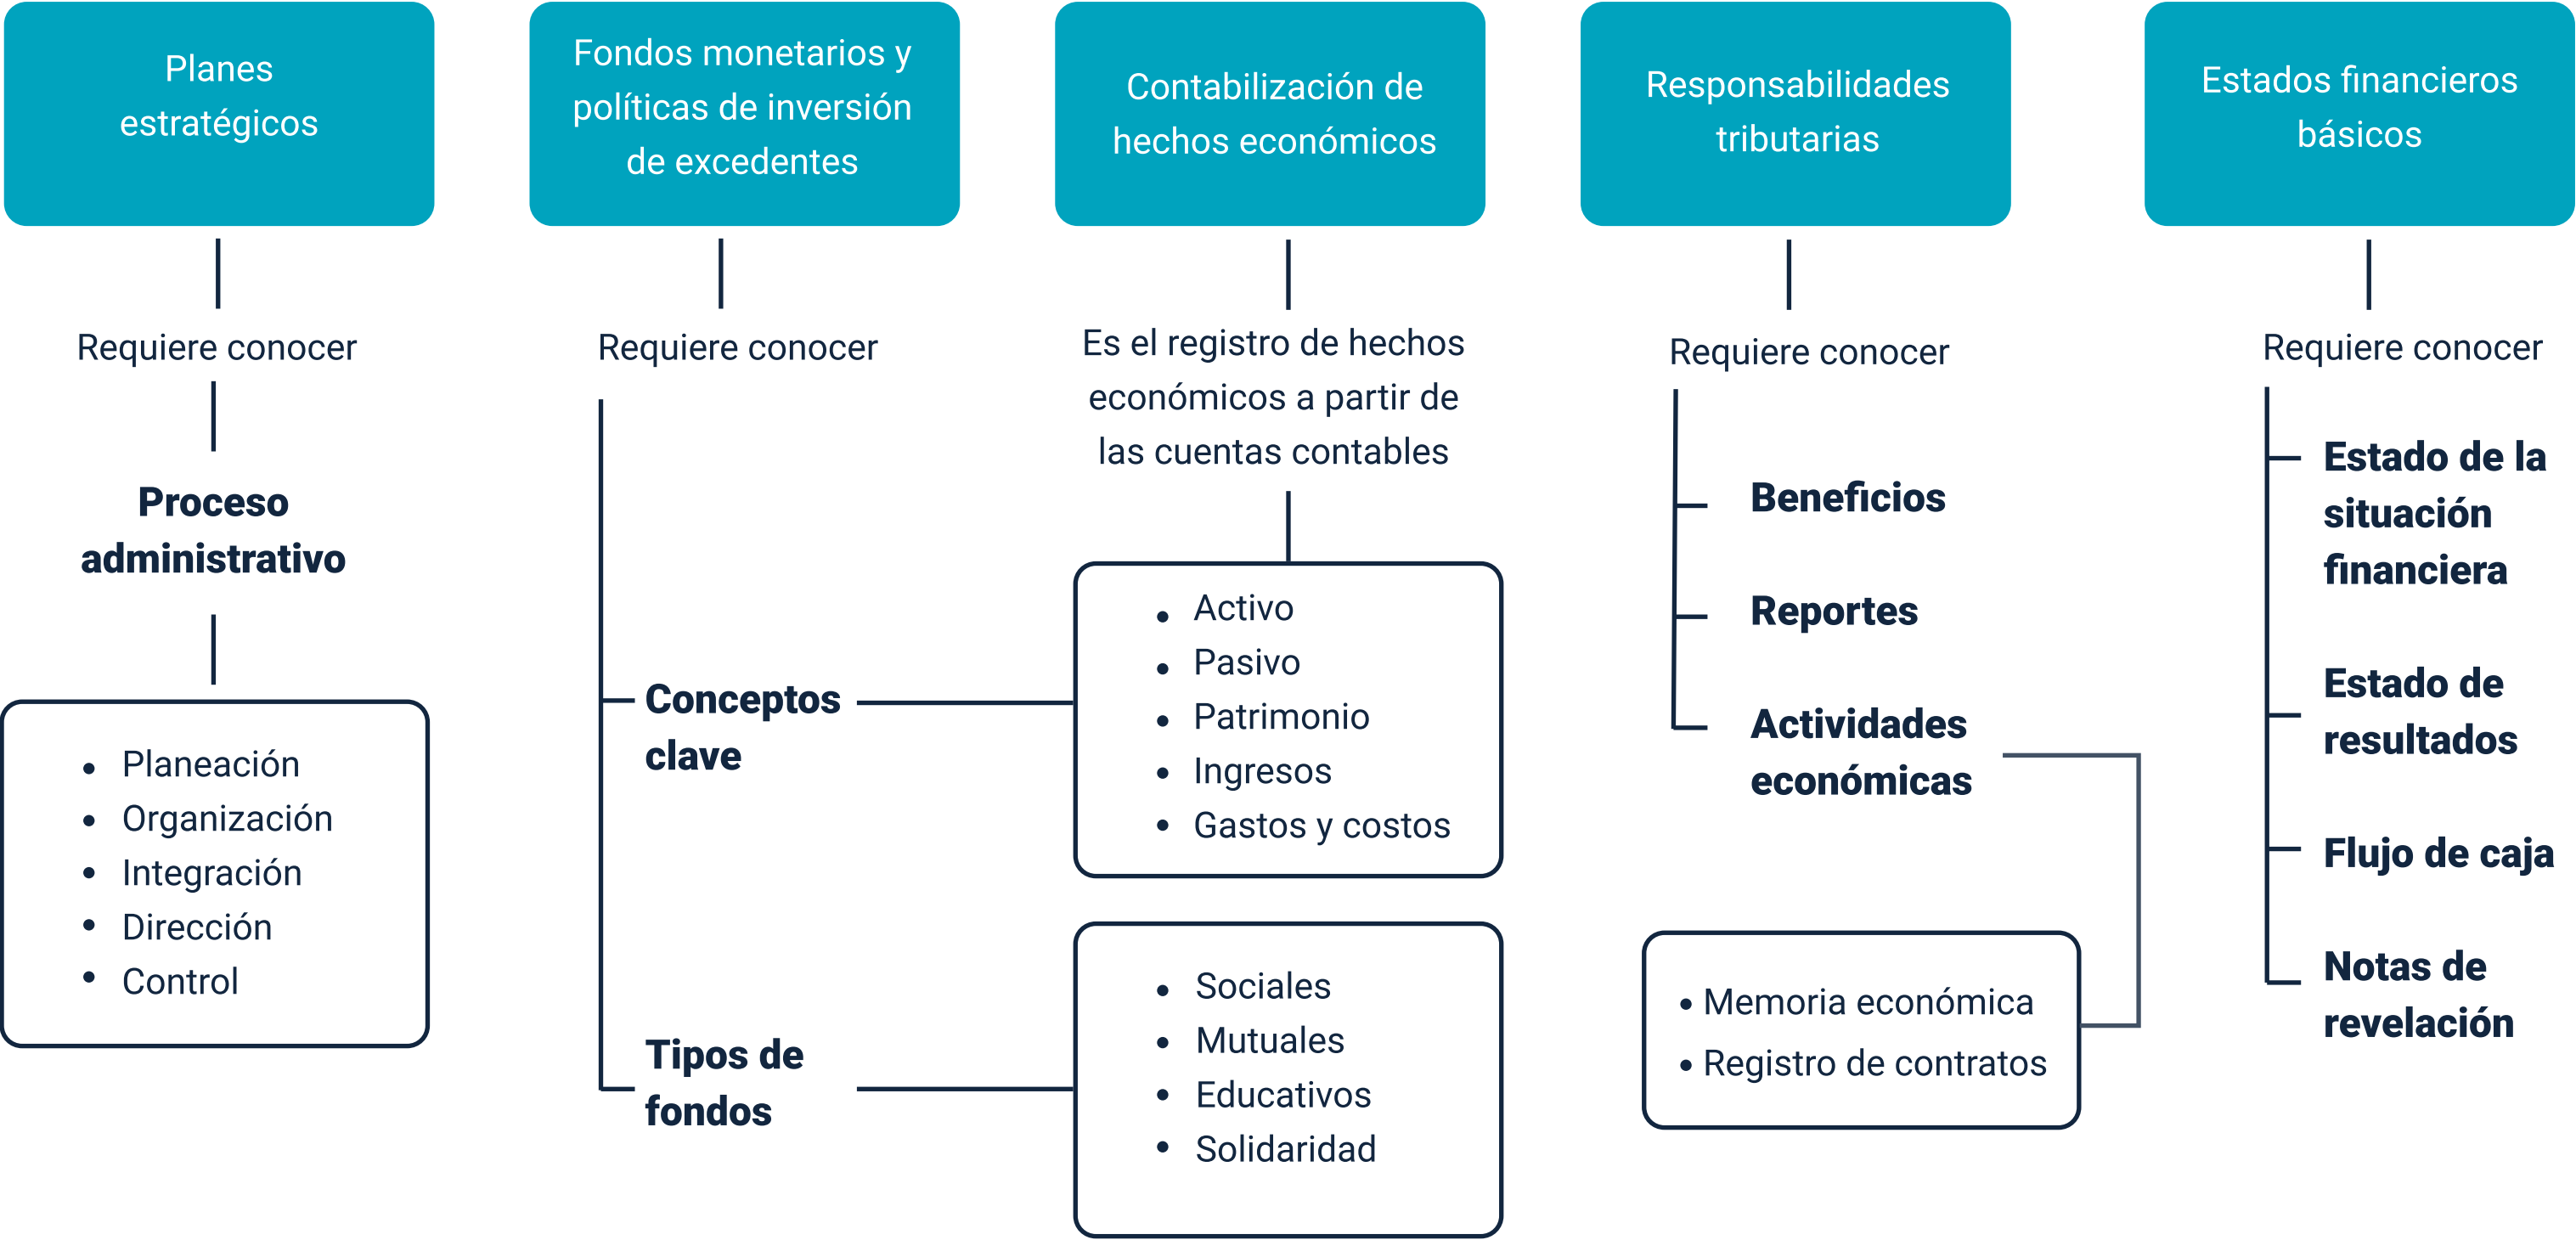 Planes
estratégicos
Requiere conocer
Proceso
administrativo
• Planeación
• Organización
• Integración
• Dirección
• Control
Fondos monetarios y
políticas de inversión
de excedentes
Requiere conocer
Conceptos
clave
Tipos de
fondos
Contabilización de
hechos económicos
Es el registro de hechos
económicos a partir de
las cuentas contables
• Activo
• Pasivo
• Patrimonio
• Ingresos
• Gastos y costos
• Sociales
• Mutuales
• Educativos
• Solidaridad
Responsabilidades
tributarias
Requiere conocer
Beneficios
Reportes
Actividades
económicas
• Memoria económica
• Registro de contratos
Estados financieros
básicos
Requiere conocer
Estado de la
situación
financiera
Estado de
resultados
Flujo de caja
Notas de
revelación